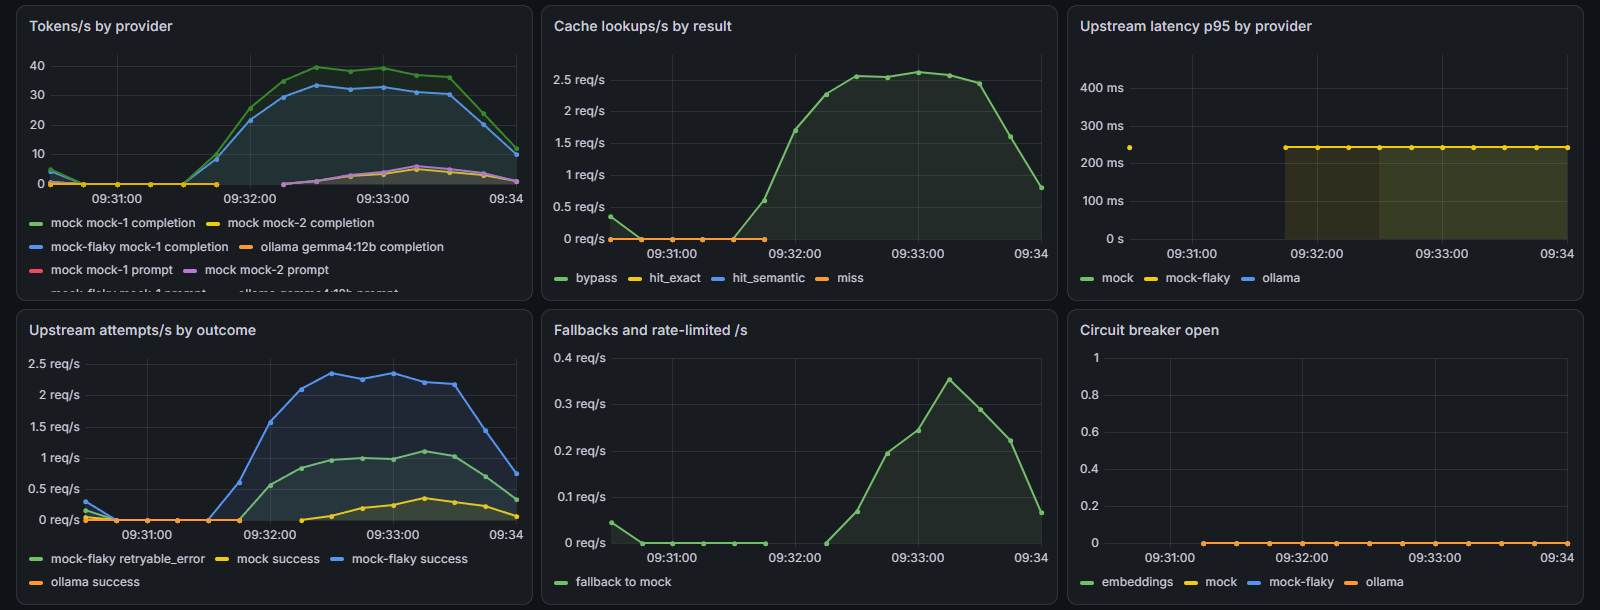 Tokens/s by provider
40
30
20
10
0
09:31:00 09:32:00 09:33:00 09:34
mock mock-1 completion mock mock-2 completion
mock-flaky mock-1 completion ollama gemma4:12b completion
mock mock-1 prompt mock mock-2 prompt
mock-flaky mock-1 prompt ollama gemma4:12b prompt
Cache lookups/s by result
2.5 req/s
2 req/s
1.5 req/s
1 req/s
0.5 req/s
0 req/s
09:31:00 09:32:00 09:33:00 09:34
bypass hit_exact hit_semantic miss
Upstream latency p95 by provider
400 ms
300 ms
200 ms
100 ms
0 s
09:31:00 09:32:00 09:33:00 09:34
mock mock-flaky ollama
Upstream attempts/s by outcome
2.5 req/s
2 req/s
1.5 req/s
1 req/s
0.5 req/s
0 req/s
09:31:00 09:32:00 09:33:00 09:34
mock-flaky retryable_error mock success mock-flaky success
ollama success
Fallbacks and rate-limited /s
0.4 req/s
0.3 req/s
0.2 req/s
0.1 req/s
0 req/s
09:31:00 09:32:00 09:33:00 09:34
fallback to mock
Circuit breaker open
1
0.8
0.6
0.4
0.2
0
09:31:00 09:32:00 09:33:00 09:34
embeddings mock mock-flaky ollama